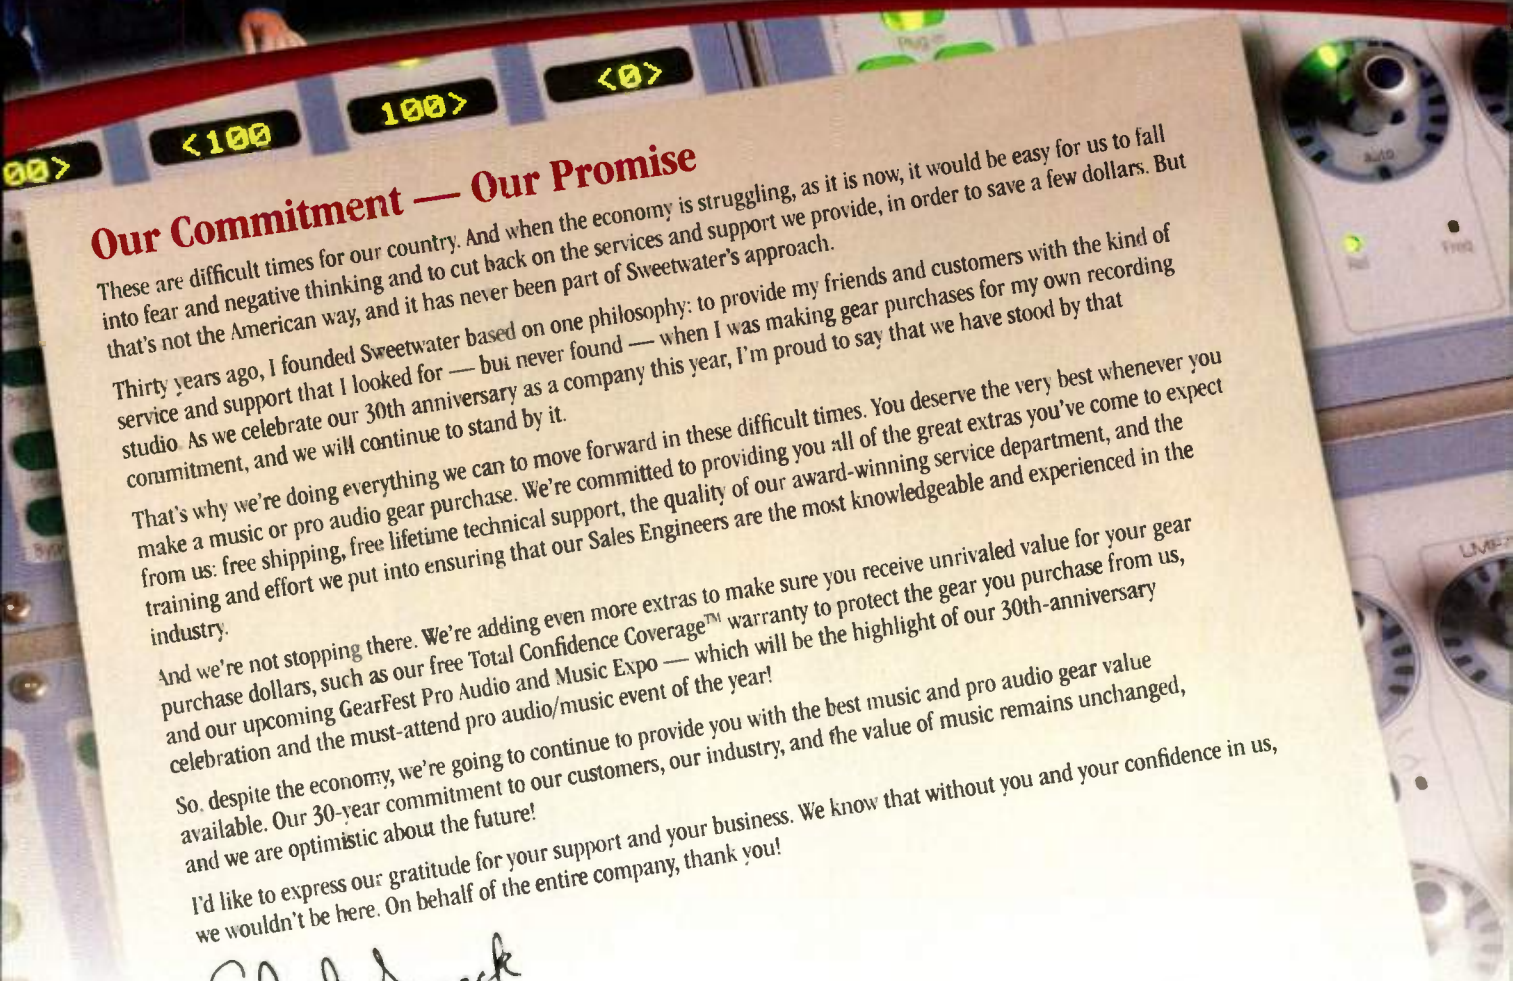 Plug-in
<0>
100>
<100
00>
Auto
Freq
Our Commitment — Our Promise
These are difficult times for our country. And when the economy is struggling, as it is now, it would be easy for us to fall
into fear and negative thinking and to cut back on the services and support we provide, in order to save a few dollars. But
that's not the American way, and it has never been part of Sweetwater's approach.
Thirty years ago, I founded Sweetwater based on one philosophy: to provide my friends and customers with the kind of
service and support that I looked for — but never found — when I was making gear purchases for my own recording
studio. As we celebrate our 30th anniversary as a company this year, I'm proud to say that we have stood by that
commitment, and we will continue to stand by it.
That's why we're doing everything we can to move forward in these difficult times. You deserve the very best whenever you
make a music or pro audio gear purchase. We're committed to providing you all of the great extras you've come to expect
from us: free shipping, free lifetime technical support, the quality of our award-winning service department, and the
training and effort we put into ensuring that our Sales Engineers are the most knowledgeable and experienced in the
industry.
And we're not stopping there. We're adding even more extras to make sure you receive unrivaled value for your gear
purchase dollars, such as our free Total Confidence Coverage™ warranty to protect the gear you purchase from us,
and our upcoming GearFest Pro Audio and Music Expo — which will be the highlight of our 30th-anniversary
celebration and the must-attend pro audio/music event of the year!
So, despite the economy, we're going to continue to provide you with the best music and pro audio gear value
available. Our 30-year commitment to our customers, our industry, and the value of music remains unchanged,
and we are optimistic about the future!
I'd like to express our gratitude for your support and your business. We know that without you and your confidence in us,
we wouldn't be here. On behalf of the entire company, thank you!